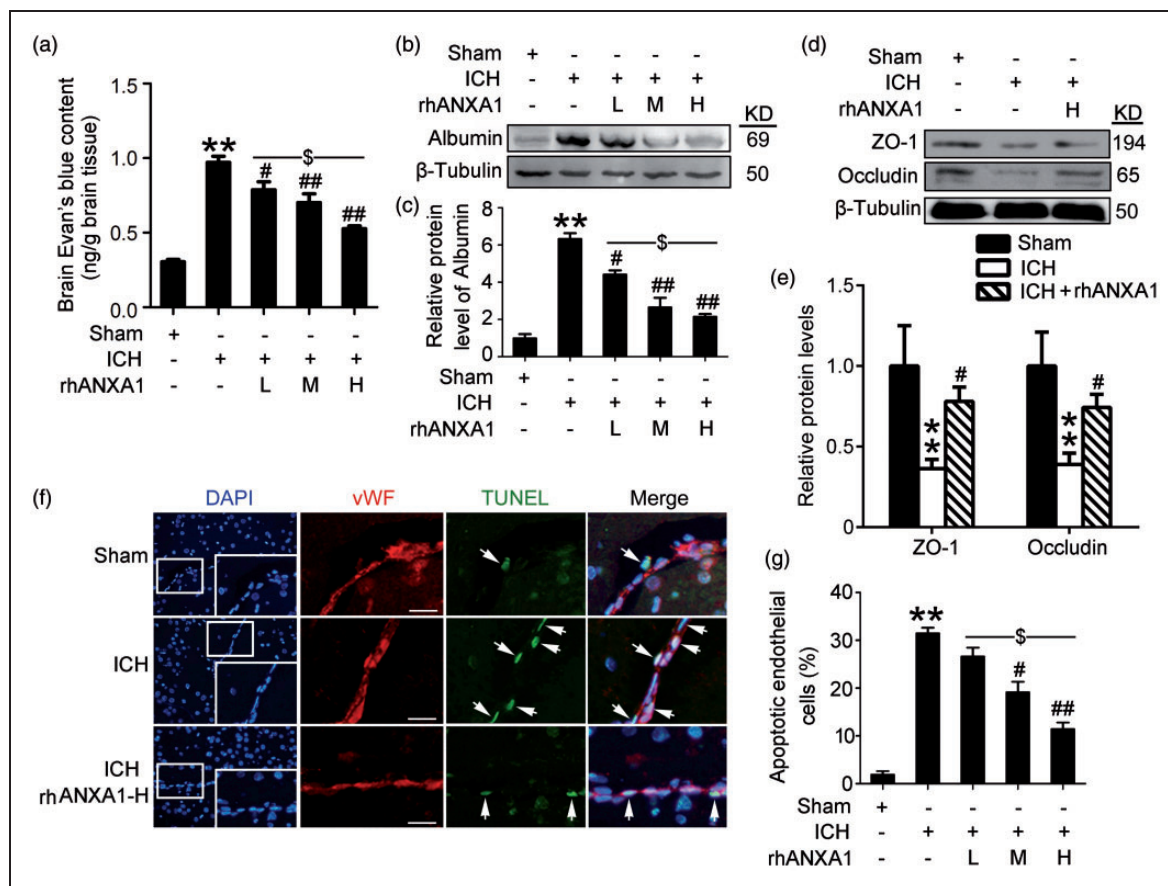 (a)
Brain Evan's blue content
(ng/g brain tissue)
1.5
1.0
0.5
0.0
**
#
##
##
$
Sham + - - - -
ICH - + + + +
rhANXA1 - - L M H
(b)
Sham + - - - -
ICH - + + + +
rhANXA1 - - L M H
KD
Albumin 69
β-Tubulin 50
(c)
Relative protein
level of Albumin
8
6
4
2
0
**
#
##
##
$
Sham + - - - -
ICH - + + + +
rhANXA1 - - L M H
(d)
Sham + - -
ICH - + +
rhANXA1 - - H
KD
ZO-1 194
Occludin 65
β-Tubulin 50
Sham
ICH
ICH + rhANXA1
(e)
Relative protein levels
1.5
1.0
0.5
0
**
#
**
#
ZO-1 Occludin
(f)
DAPI vWF TUNEL Merge
Sham
ICH
ICH
rhANXA1-H
(g)
Apoptotic endothelial
cells (%)
40
30
20
10
0
**
#
##
$
Sham + - - - -
ICH - + + + +
rhANXA1 - - L M H